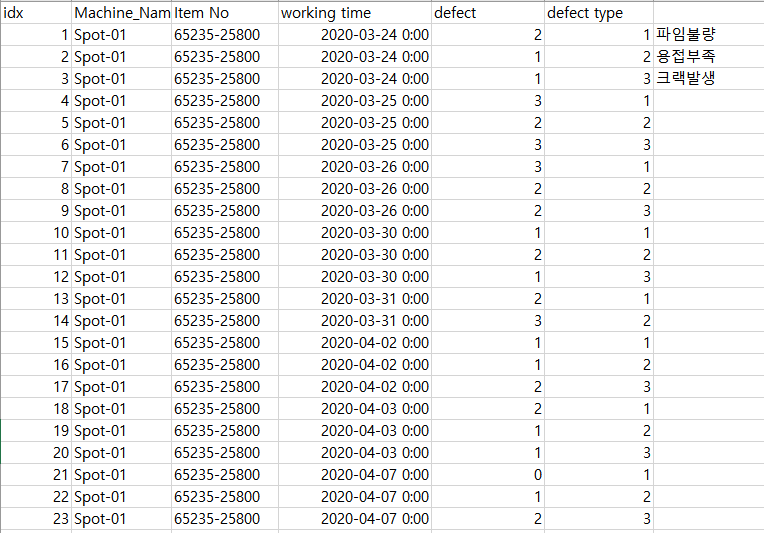 idx Machine_Nam Item No working time defect defect type
1 Spot-01 65235-25800 2020-03-24 0:00 2 1 파임불량
2 Spot-01 65235-25800 2020-03-24 0:00 1 2 용접부족
3 Spot-01 65235-25800 2020-03-24 0:00 1 3 크랙발생
4 Spot-01 65235-25800 2020-03-25 0:00 3 1
5 Spot-01 65235-25800 2020-03-25 0:00 2 2
6 Spot-01 65235-25800 2020-03-25 0:00 3 3
7 Spot-01 65235-25800 2020-03-26 0:00 3 1
8 Spot-01 65235-25800 2020-03-26 0:00 2 2
9 Spot-01 65235-25800 2020-03-26 0:00 2 3
10 Spot-01 65235-25800 2020-03-30 0:00 1 1
11 Spot-01 65235-25800 2020-03-30 0:00 2 2
12 Spot-01 65235-25800 2020-03-30 0:00 1 3
13 Spot-01 65235-25800 2020-03-31 0:00 2 1
14 Spot-01 65235-25800 2020-03-31 0:00 3 2
15 Spot-01 65235-25800 2020-04-02 0:00 1 1
16 Spot-01 65235-25800 2020-04-02 0:00 1 2
17 Spot-01 65235-25800 2020-04-02 0:00 2 3
18 Spot-01 65235-25800 2020-04-03 0:00 2 1
19 Spot-01 65235-25800 2020-04-03 0:00 1 2
20 Spot-01 65235-25800 2020-04-03 0:00 1 3
21 Spot-01 65235-25800 2020-04-07 0:00 0 1
22 Spot-01 65235-25800 2020-04-07 0:00 1 2
23 Spot-01 65235-25800 2020-04-07 0:00 2 3